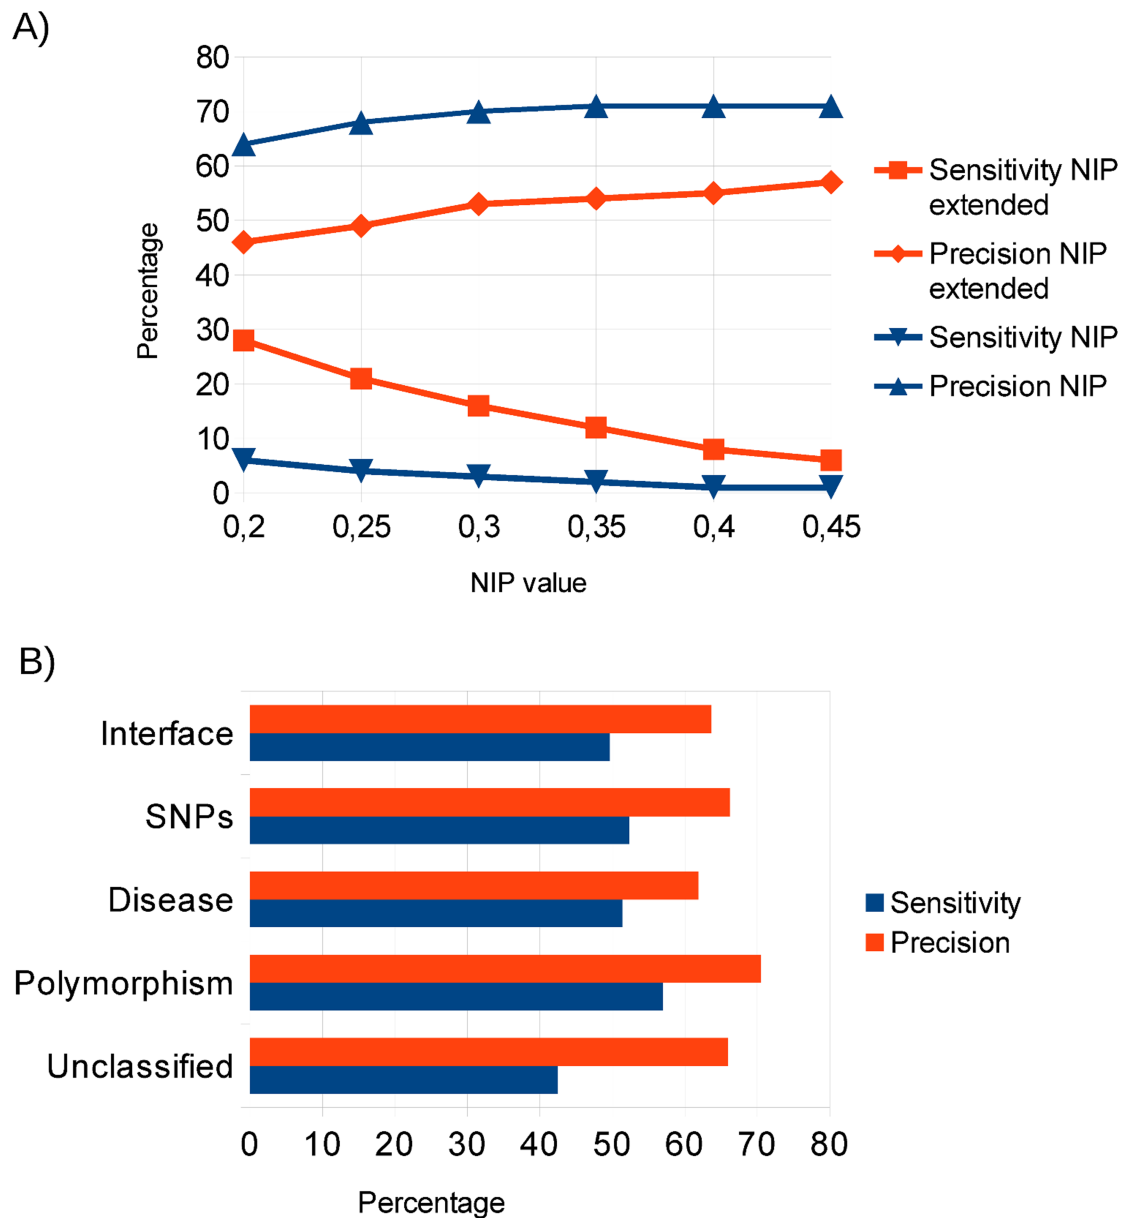 A)
80
70
60
50
40
30
20
10
0
Percentage
0,2 0,25 0,3 0,35 0,4 0,45
NIP value
Sensitivity NIP
extended
Precision NIP
extended
Sensitivity NIP
Precision NIP
B)
Interface
SNPs
Disease
Polymorphism
Unclassified
0 10 20 30 40 50 60 70 80
Percentage
Sensitivity
Precision